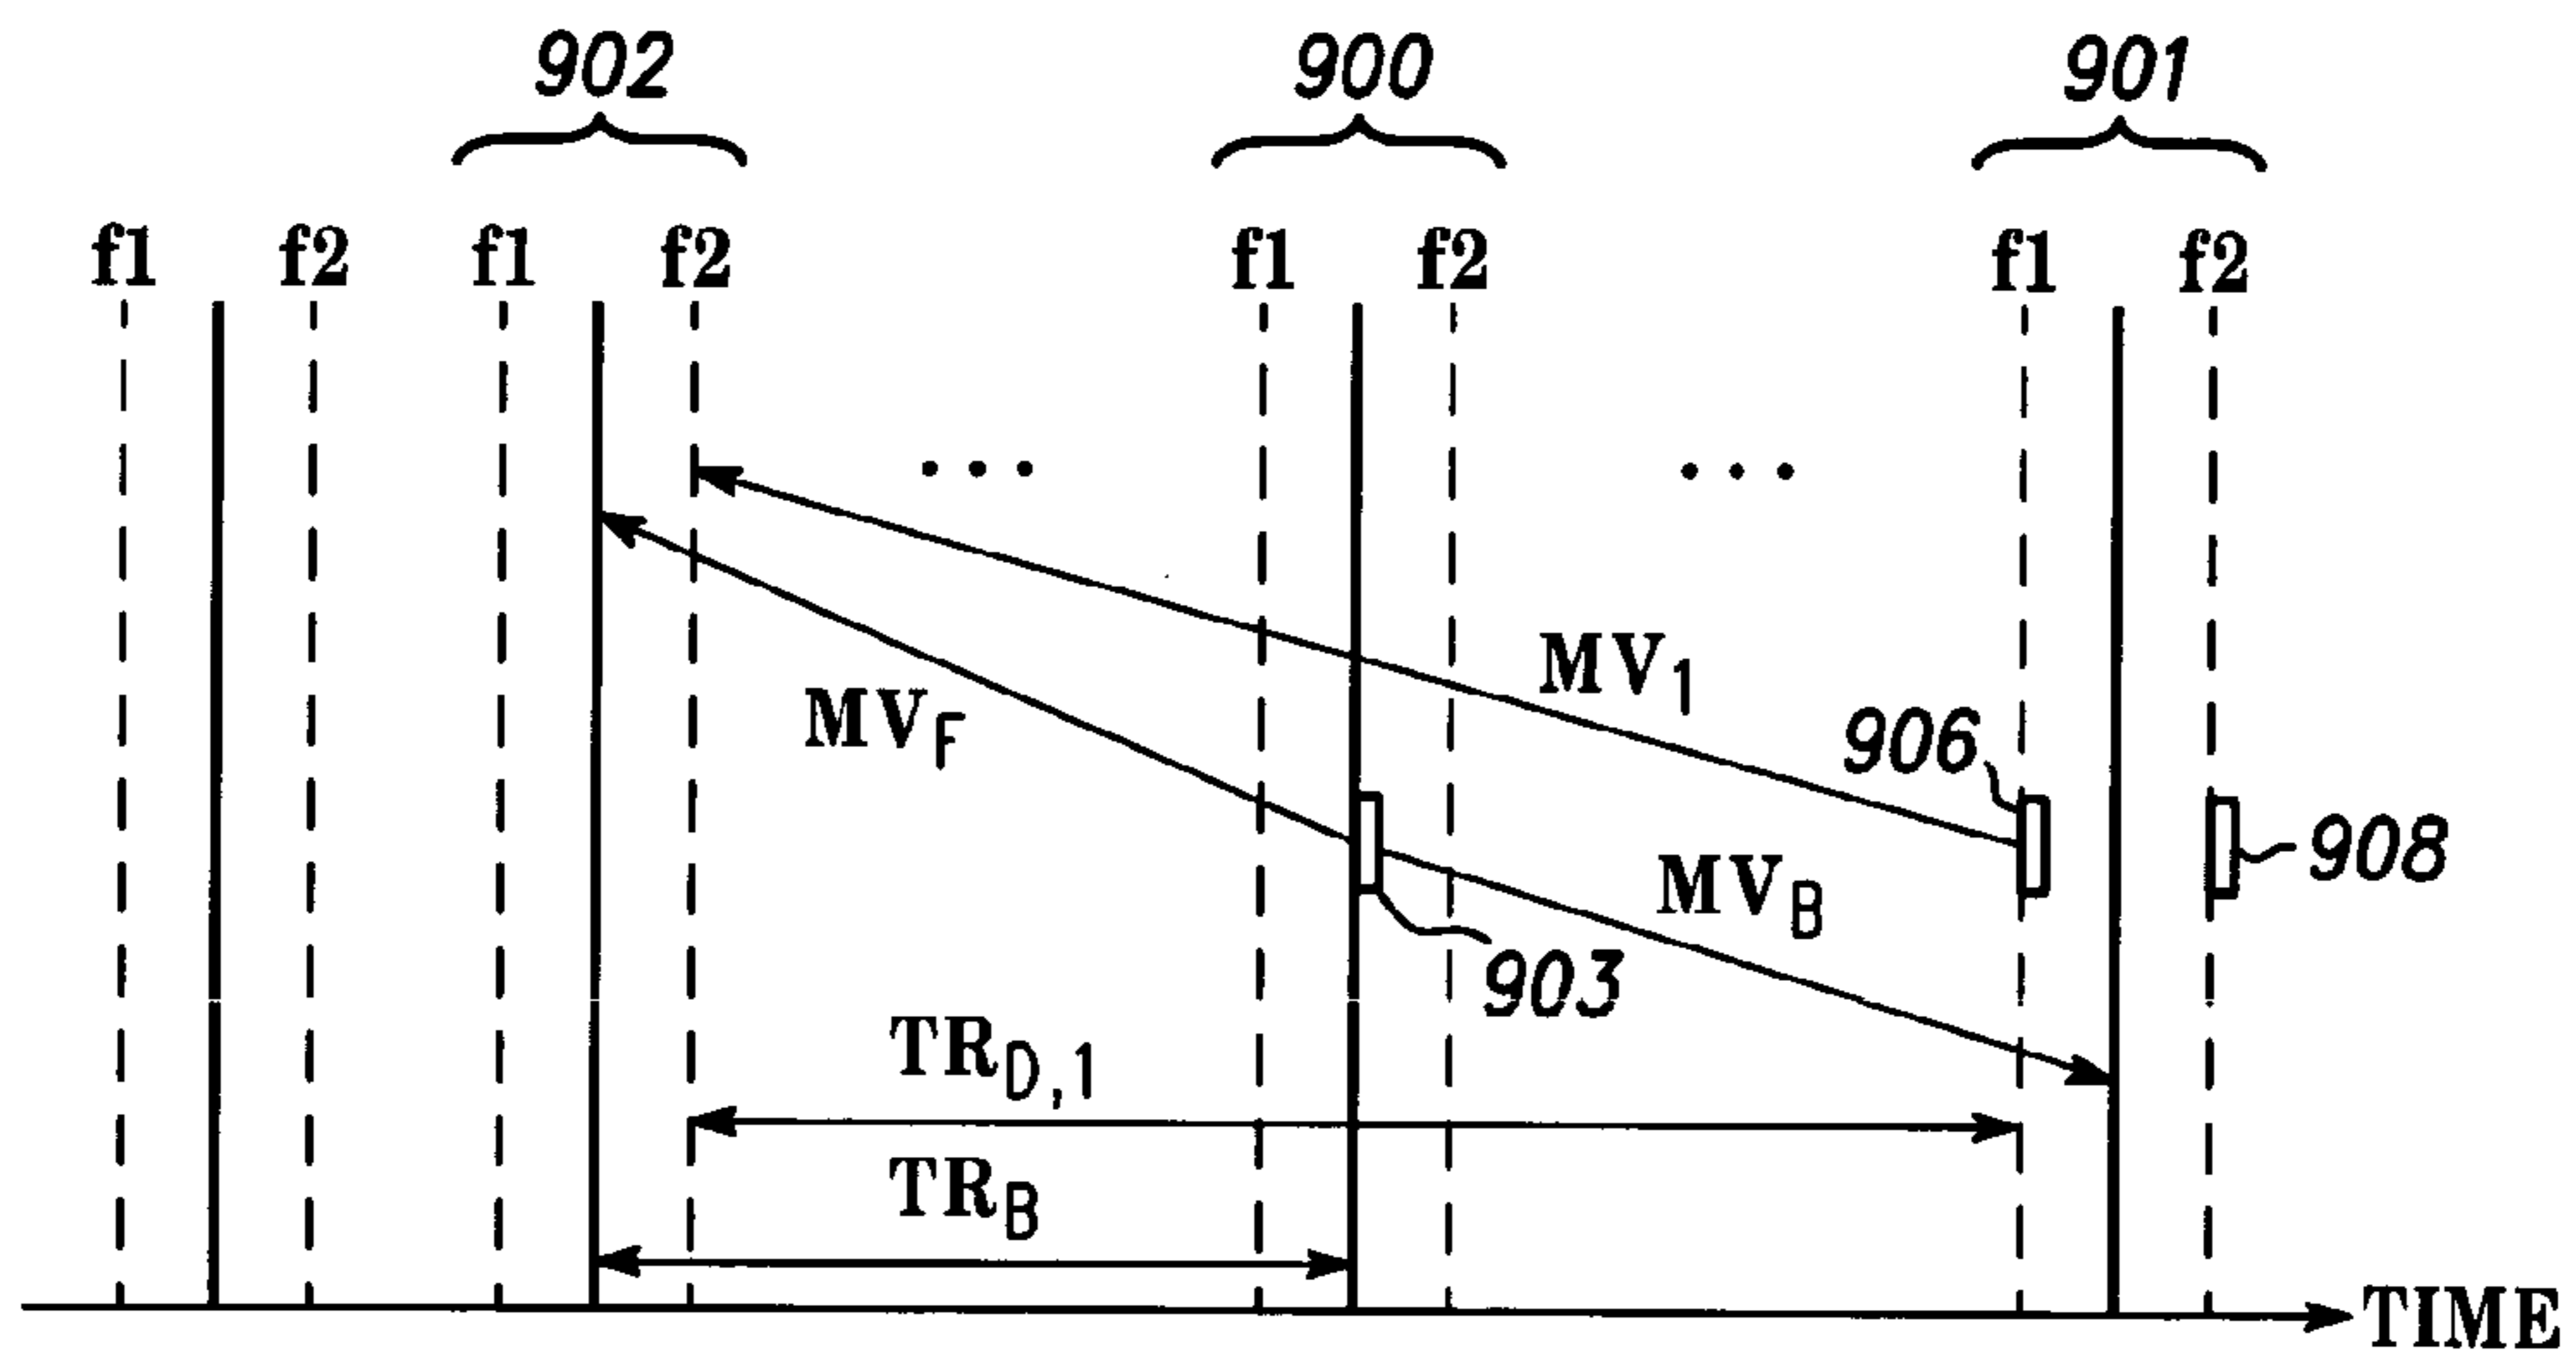 902 900 901
f1 f2 f1 f2 f1 f2 f1 f2
... ...
MV1
MVF
906
MVB
908
903
TRD,1
TRB
TIME